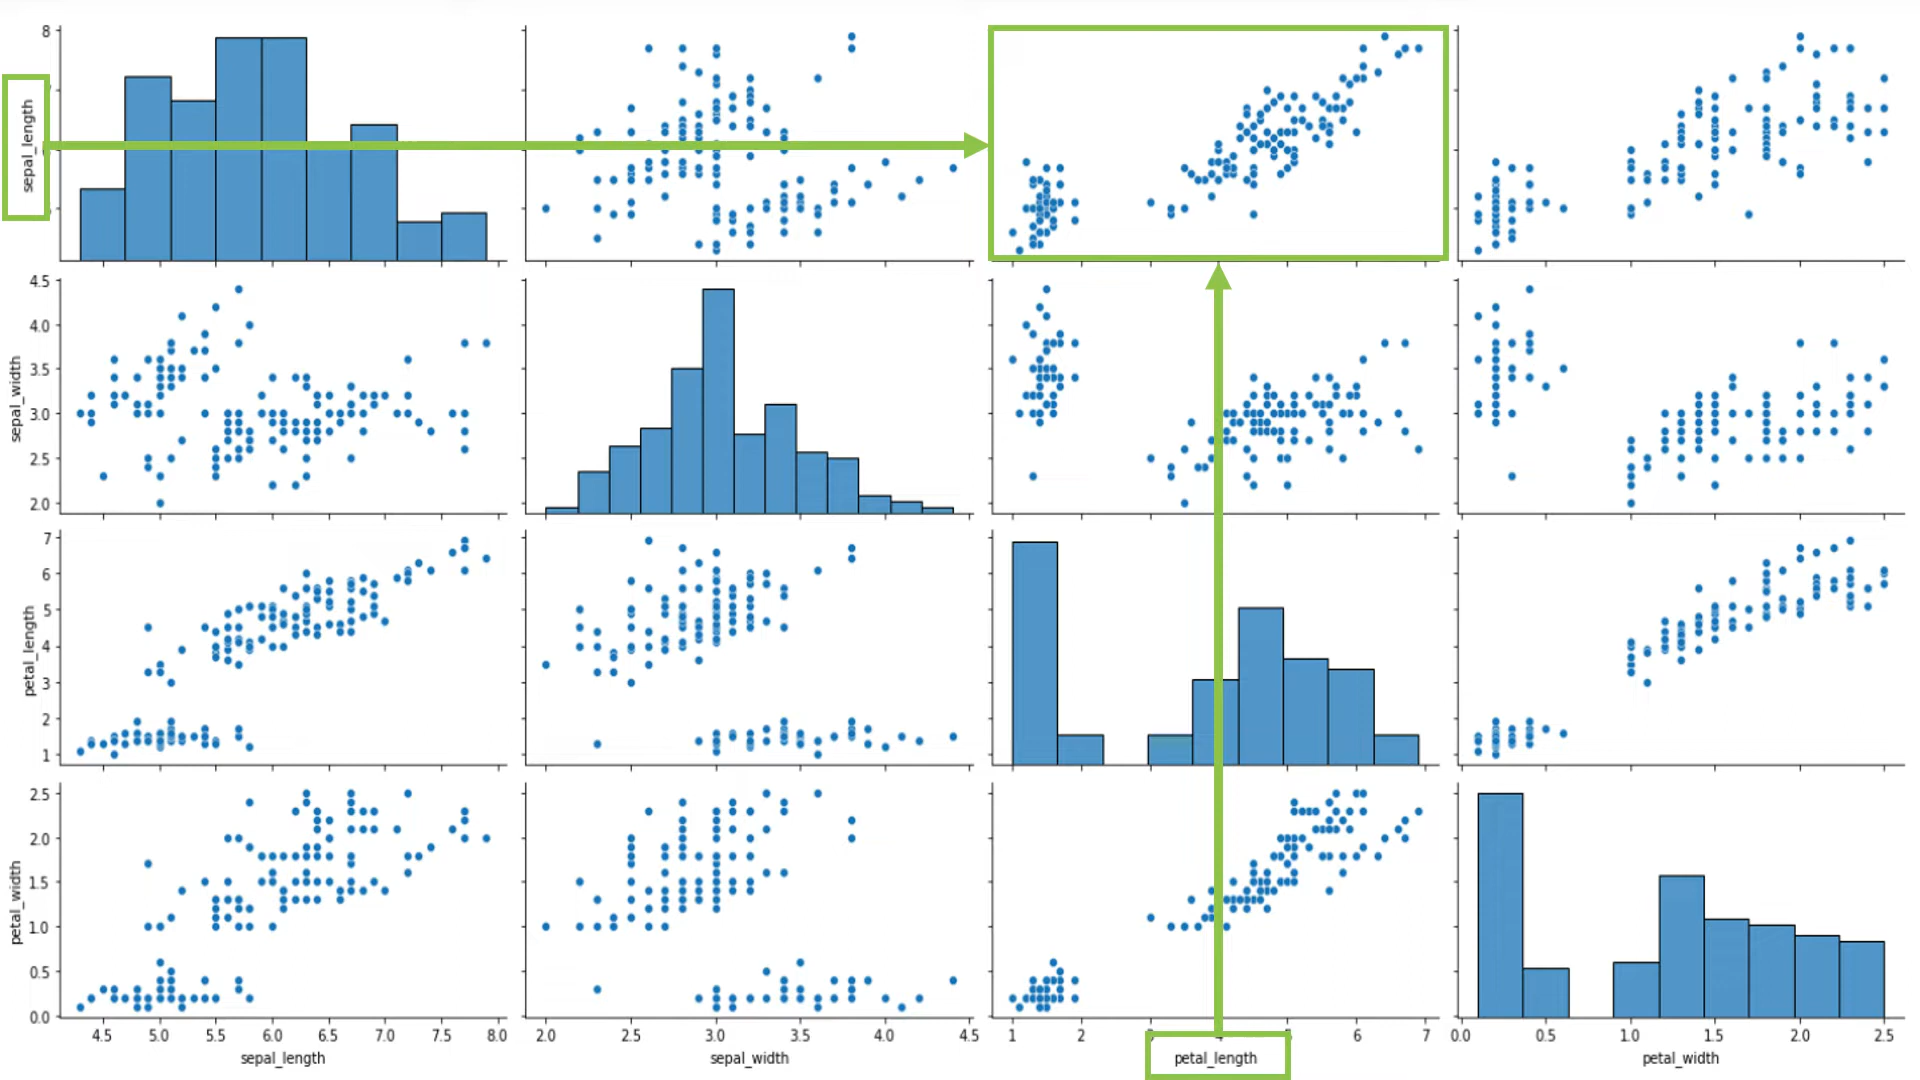 8
sepal_length
4.5
4.0
3.5
3.0
2.5
2.0
sepal_width
7
6
5
4
3
2
1
petal_length
2.5
2.0
1.5
1.0
0.5
0.0
petal_width
4.5 5.0 5.5 6.0 6.5 7.0 7.5 8.0
sepal_length
2.0 2.5 3.0 3.5 4.0 4.5
sepal_width
1 2 6 7
petal_length
0.0 0.5 1.0 1.5 2.0 2.5
petal_width